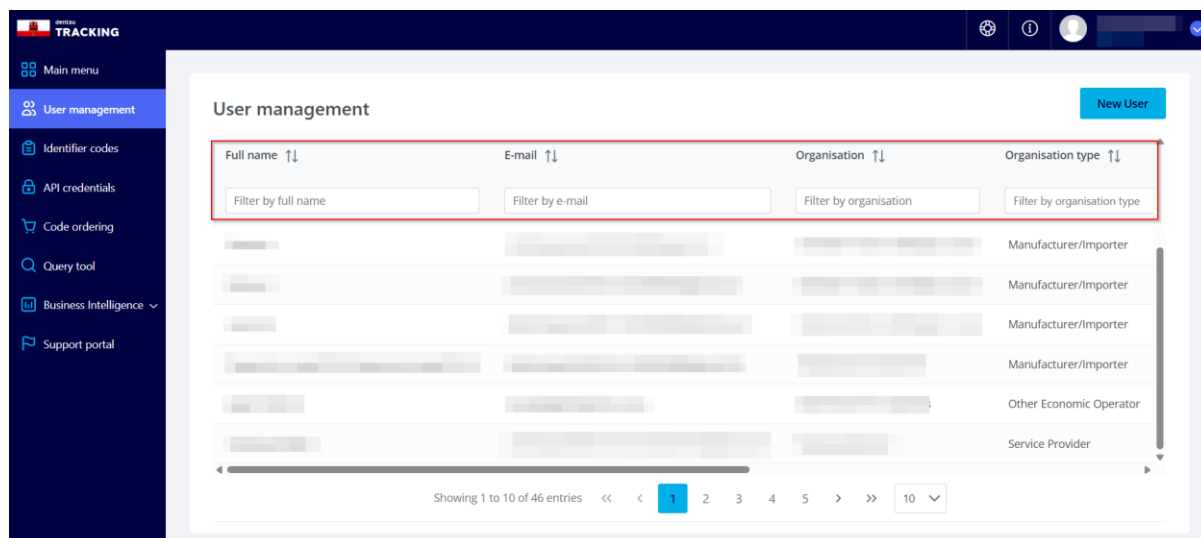 dentsu
TRACKING
Main menu
User management
Identifier codes
API credentials
Code ordering
Query tool
Business Intelligence
Support portal
User management
New User
Full name E-mail Organisation Organisation type
Filter by full name Filter by e-mail Filter by organisation Filter by organisation type
Manufacturer/Importer
Manufacturer/Importer
Manufacturer/Importer
Manufacturer/Importer
Other Economic Operator
Service Provider
Showing 1 to 10 of 46 entries << < 1 2 3 4 5 > >> 10